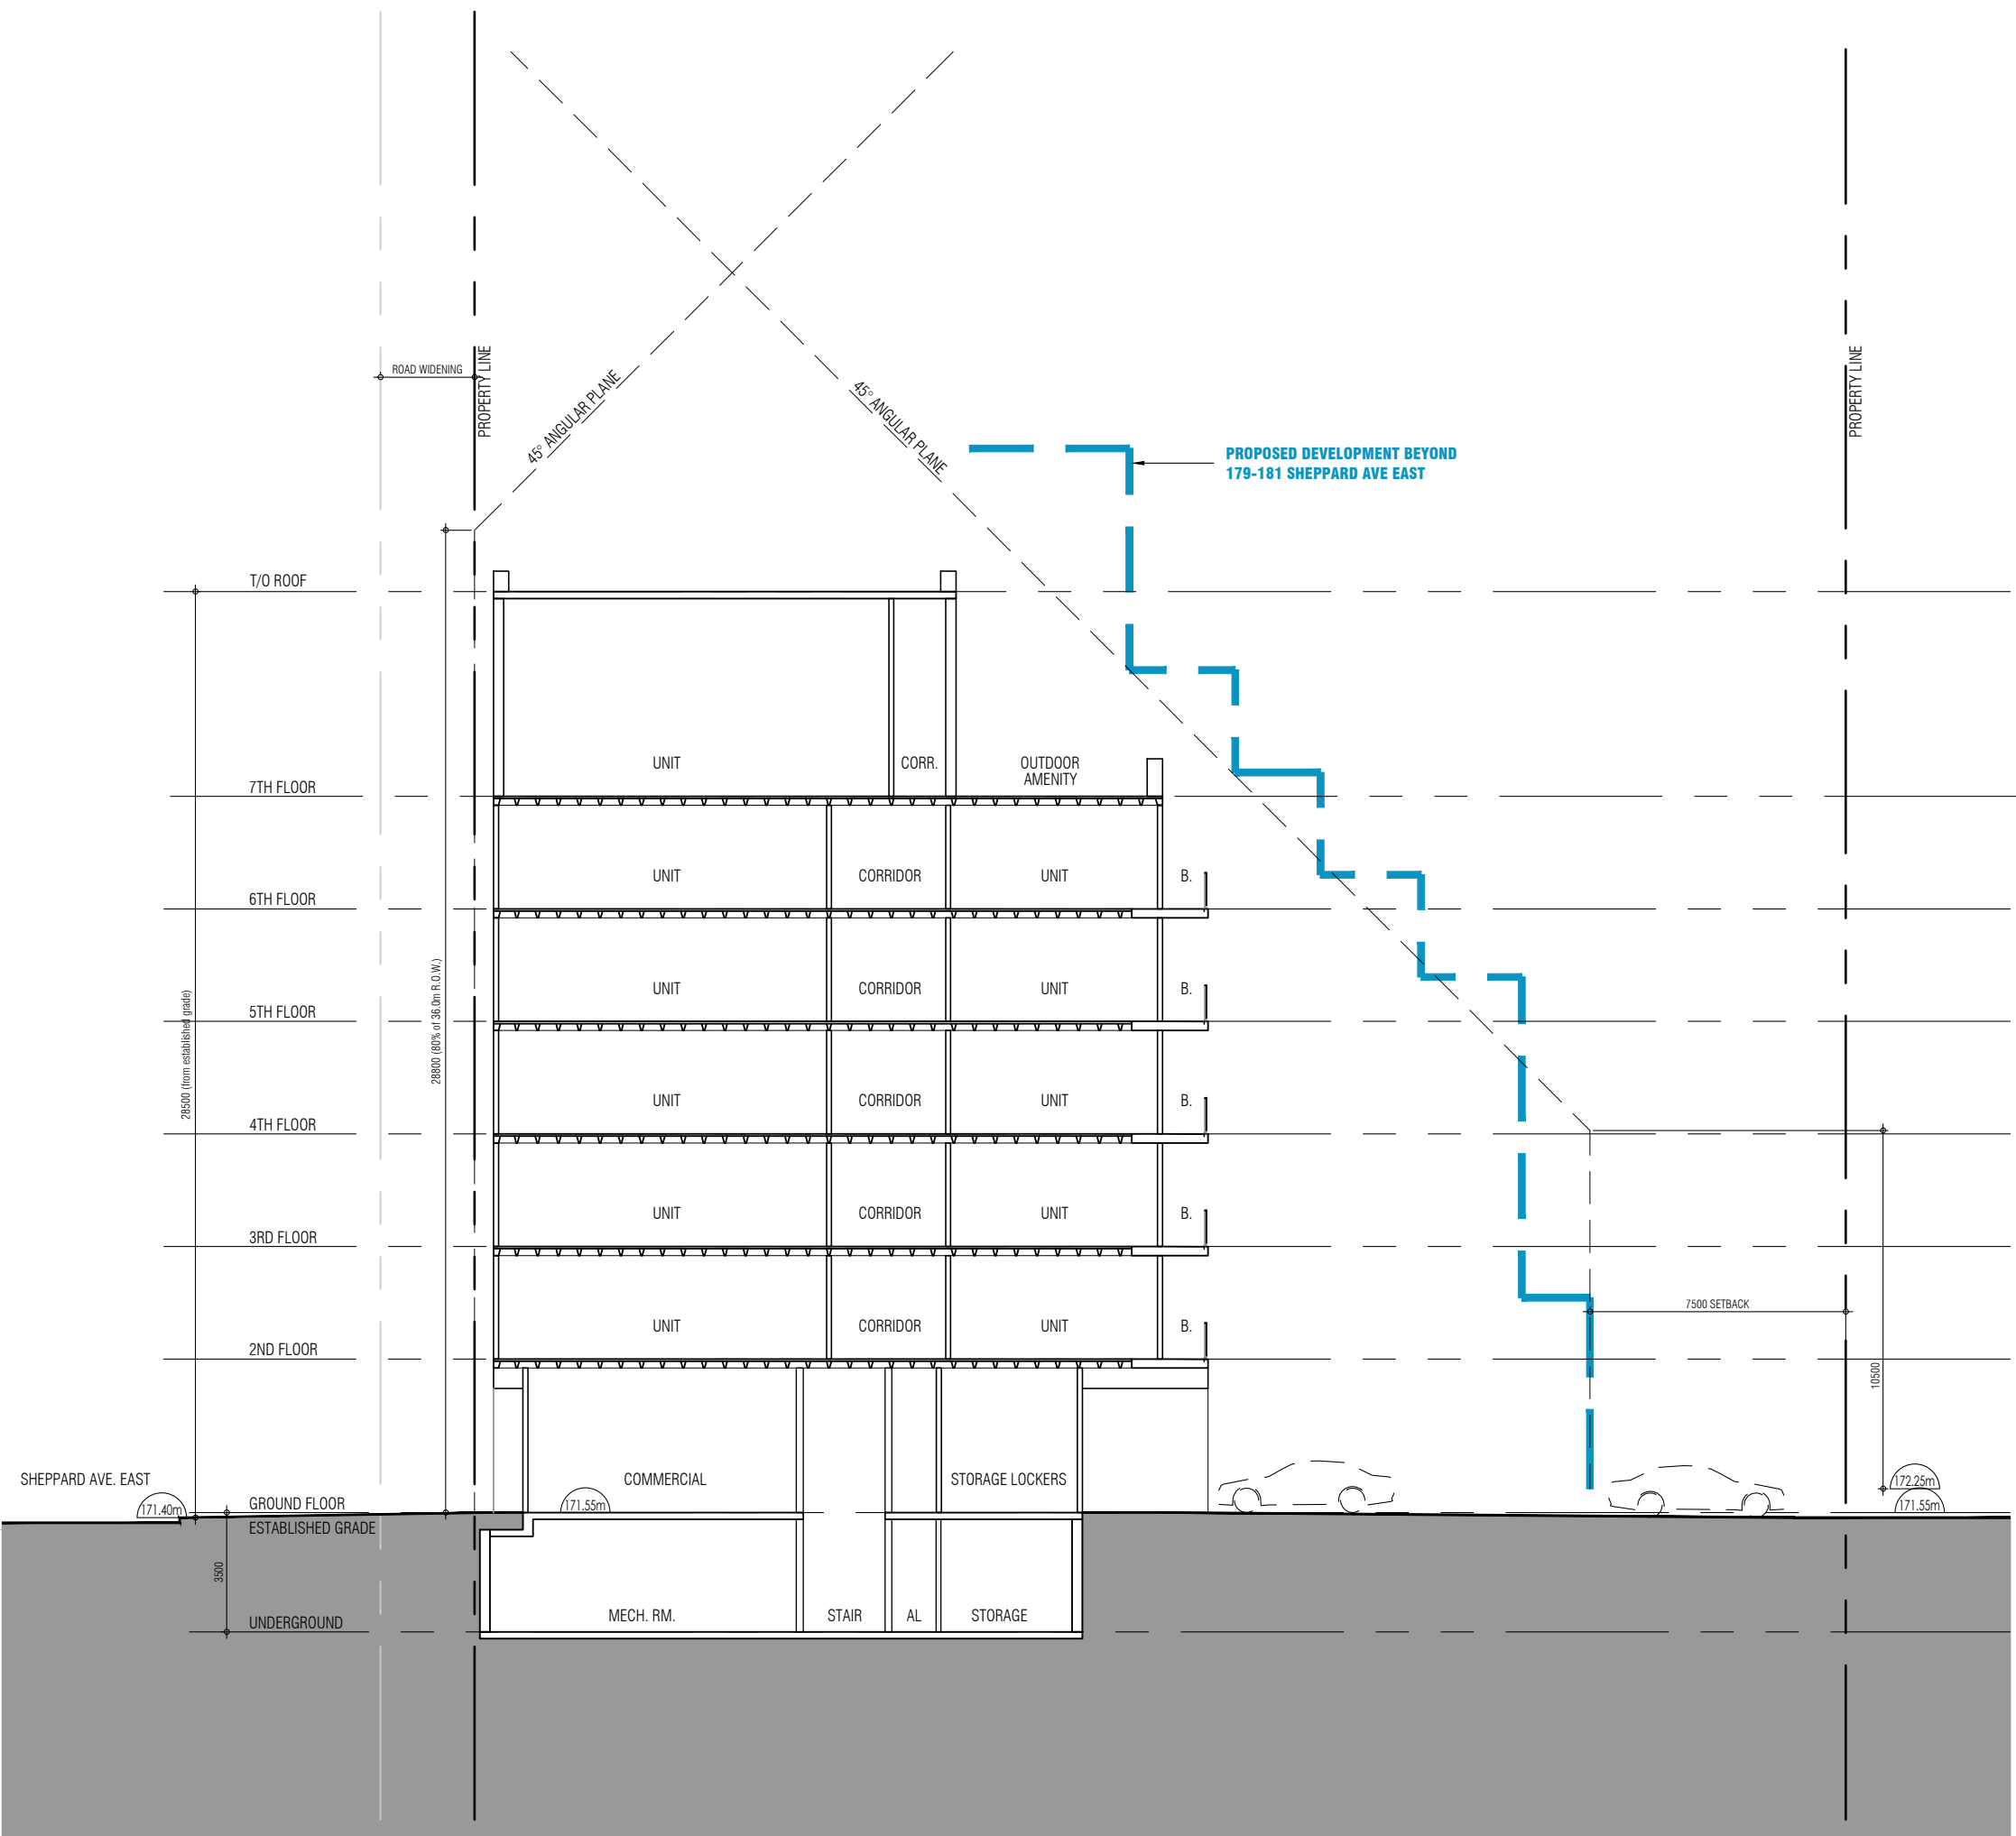 ROAD WIDENING
PROPERTY LINE
45° ANGULAR PLANE
45° ANGULAR PLANE
PROPERTY LINE
PROPOSED DEVELOPMENT BEYOND
179-181 SHEPPARD AVE EAST
T/O ROOF
UNIT
CORR.
OUTDOOR
AMENITY
7TH FLOOR
UNIT
CORRIDOR
UNIT
B.
6TH FLOOR
28500 (from established grade)
28800 (80% of 36.0m R.O.W.)
UNIT
CORRIDOR
UNIT
B.
5TH FLOOR
UNIT
CORRIDOR
UNIT
B.
4TH FLOOR
UNIT
CORRIDOR
UNIT
B.
3RD FLOOR
7500 SETBACK
UNIT
CORRIDOR
UNIT
B.
2ND FLOOR
10500
SHEPPARD AVE. EAST
COMMERCIAL
STORAGE LOCKERS
172.25m
171.40m
GROUND FLOOR
171.55m
171.55m
ESTABLISHED GRADE
3500
UNDERGROUND
MECH. RM.
STAIR
AL
STORAGE